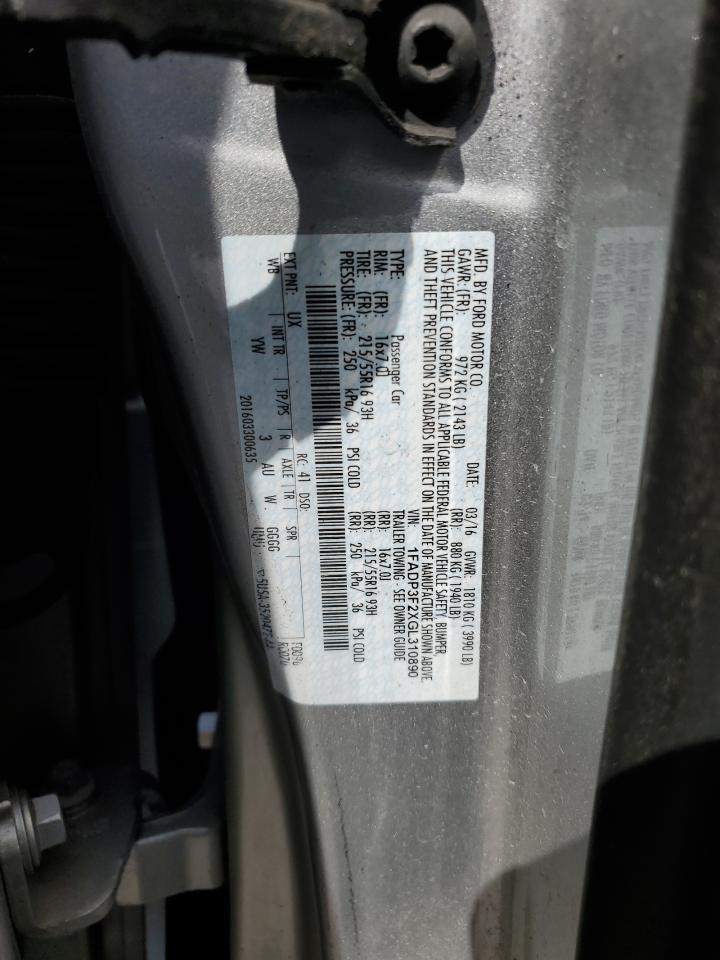 MFD. BY FORD MOTOR CO.
DATE: 03/16 GVWR: 1810 KG ( 3990 LB)
GAWR: (FR): 972 KG ( 2143 LB) (RR): 880 KG ( 1940 LB)
THIS VEHICLE CONFORMS TO ALL APPLICABLE FEDERAL MOTOR VEHICLE SAFETY, BUMPER,
AND THEFT PREVENTION STANDARDS IN EFFECT ON THE DATE OF MANUFACTURE SHOWN ABOVE.
VIN: 1FADP3F2XGL310890
TYPE: Passenger Car TRAILER TOWING - SEE OWNER GUIDE
RIM: (FR): 16x7.0J (RR): 16x7.0J
TIRE: (FR): 215/55R16 93H (RR): 215/55R16 93H
PRESSURE: (FR): 250 kPa/ 36 PSI COLD (RR): 250 kPa/ 36 PSI COLD
EXT PNT: UX RC: 41 DSO:
WB INT TR TP/PS R AXLE TR SPR
YW 3 AU W GGGG
201603300635